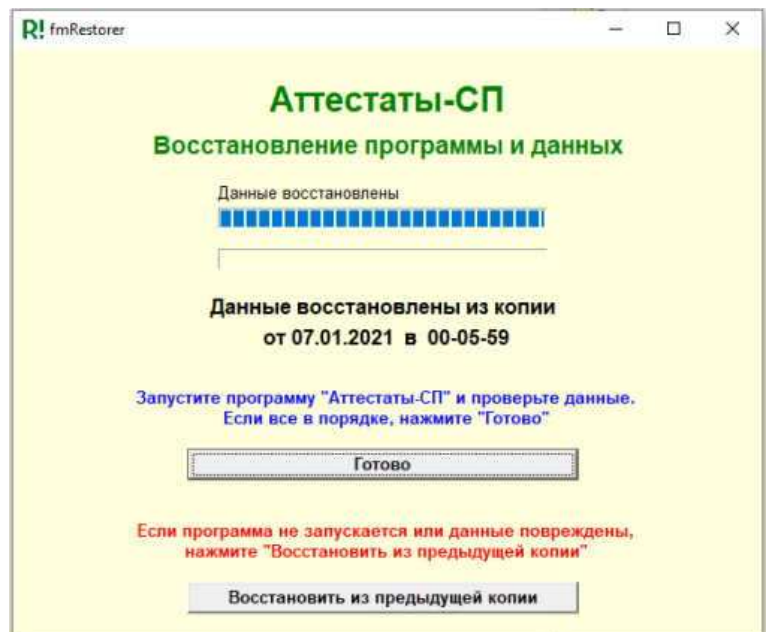 R! fmRestorer
Аттестаты-СП
Восстановление программы и данных
Данные восстановлены
Данные восстановлены из копии
от 07.01.2021 в 00-05-59
Запустите программу "Аттестаты-СП" и проверьте данные.
Если все в порядке, нажмите "Готово"
Готово
Если программа не запускается или данные повреждены,
нажмите "Восстановить из предыдущей копии"
Восстановить из предыдущей копии